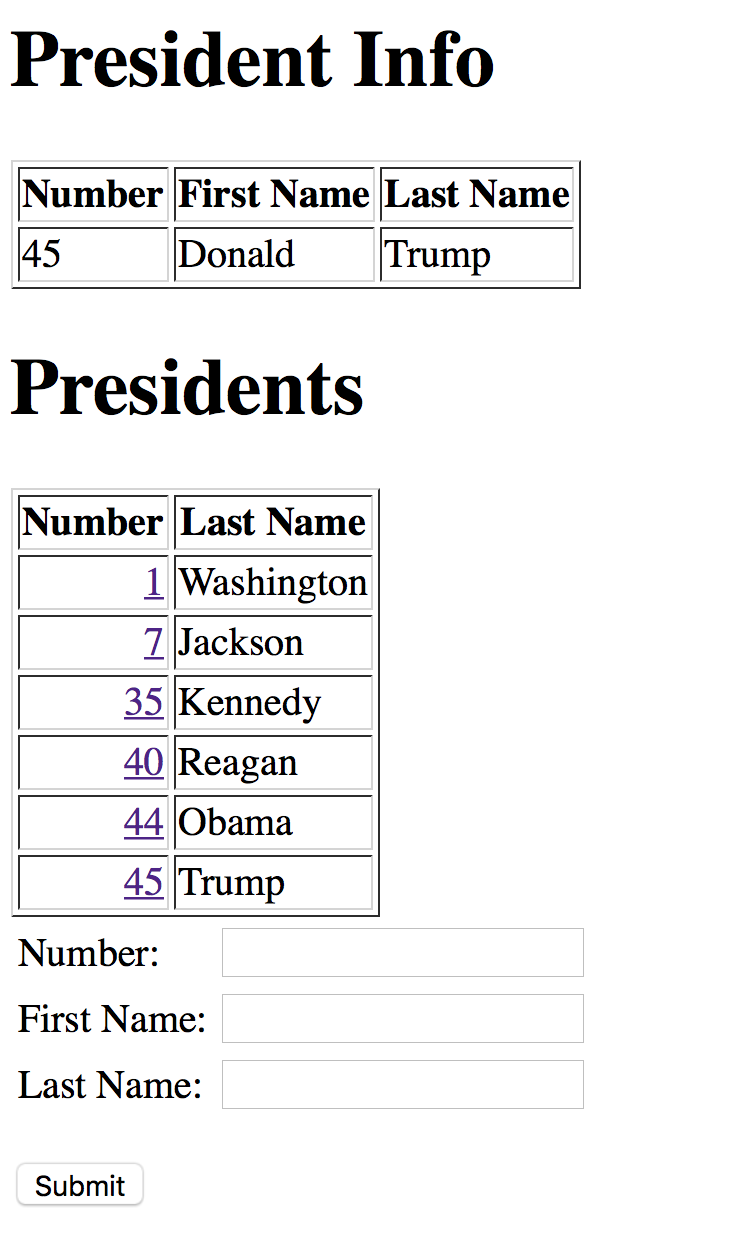 President Info
Number First Name Last Name
45 Donald Trump
Presidents
Number Last Name
1 Washington
7 Jackson
35 Kennedy
40 Reagan
44 Obama
45 Trump
Number:
First Name:
Last Name:
Submit